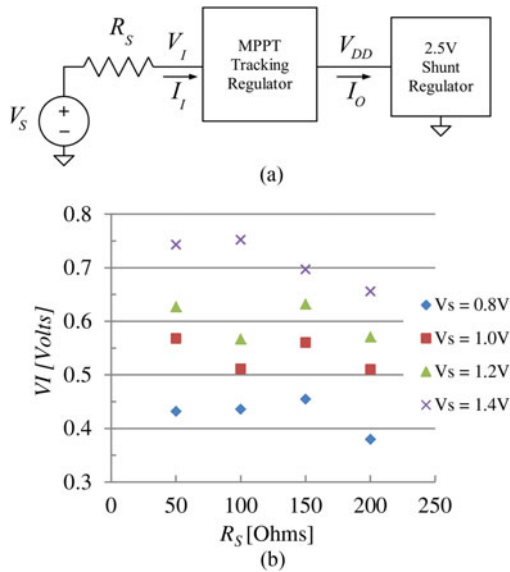 R_S
V_I
MPPT
Tracking
Regulator
V_DD
2.5V
Shunt
Regulator
V_S
+
−
I_I
I_O
(a)
0.8
0.7
0.6
0.5
0.4
0.3
VI [Volts]
0
50
100
150
200
250
R_S [Ohms]
Vs = 0.8V
Vs = 1.0V
Vs = 1.2V
Vs = 1.4V
(b)